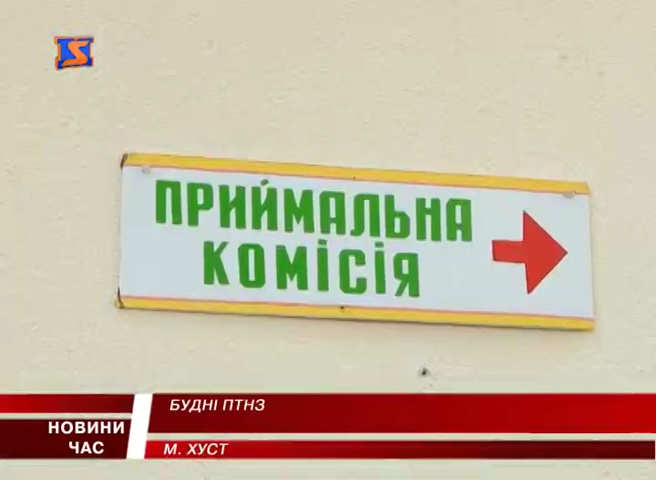 ПРИЙМАЛЬНА
КОМІСІЯ
БУДНІ ПТНЗ
НОВИНИ
ЧАС
М. ХУСТ